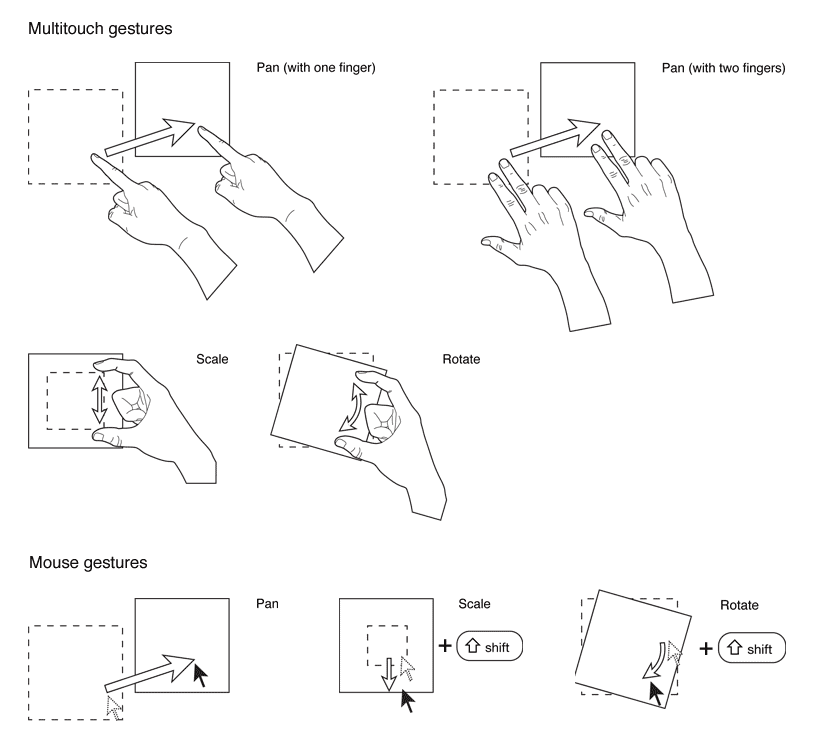 Multitouch gestures
Pan (with one finger)
Pan (with two fingers)
Scale
Rotate
Mouse gestures
Pan
Scale
+ shift
Rotate
+ shift